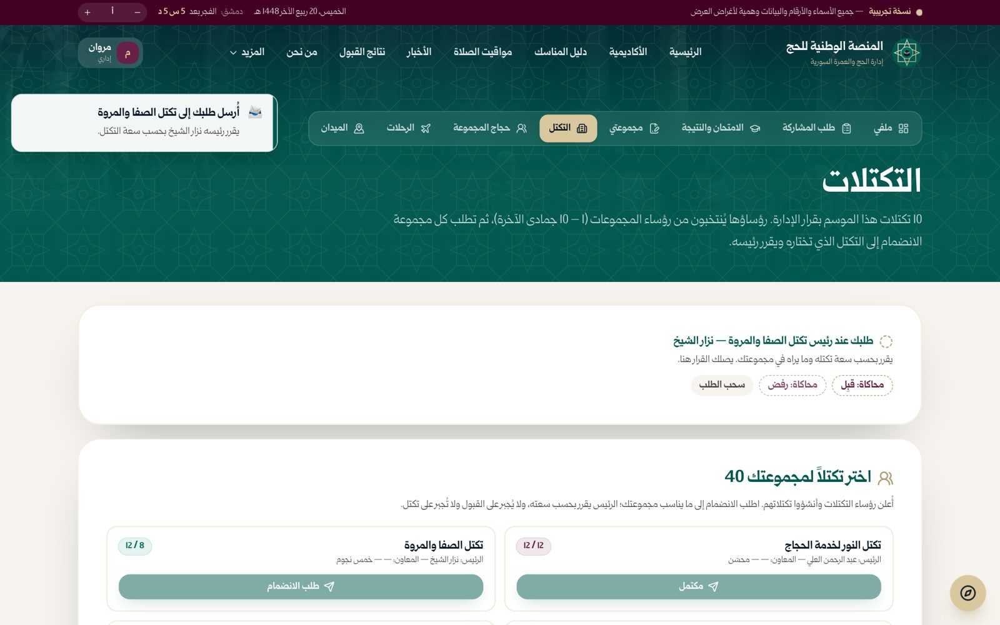 نسخة تجريبية — جميع الأسماء والأرقام والبيانات وهمية لأغراض العرض
الخميس، 20 ربيع الآخر 1448 هـ
دمشق: الفجر بعد 5 س 5 د
− أ +
المنصة الوطنية للحج
إدارة الحج والعمرة السورية
الرئيسية
الأكاديمية
دليل المناسك
مواقيت الصلاة
الأخبار
نتائج القبول
من نحن
المزيد
م
مروان
إداري
أُرسل طلبك إلى تكتل الصفا والمروة
يقرر رئيسه نزار الشيخ بحسب سعة التكتل.
ملفي
طلب المشاركة
الامتحان والنتيجة
مجموعتي
التكتل
حجاج المجموعة
الرحلات
الميدان
التكتلات
10 تكتلات هذا الموسم بقرار الإدارة. رؤساؤها يُنتخبون من رؤساء المجموعات (1 – 10 جمادى الآخرة)، ثم تطلب كل مجموعة
الانضمام إلى التكتل الذي تختاره ويقرر رئيسه.
طلبك عند رئيس تكتل الصفا والمروة — نزار الشيخ
يقرر بحسب سعة تكتله وما يراه في مجموعتك. يصلك القرار هنا.
محاكاة: قبِل
محاكاة: رفض
سحب الطلب
اختر تكتلاً لمجموعتك 40
أُعلن رؤساء التكتلات وأنشؤوا تكتلاتهم. اطلب الانضمام إلى ما يناسب مجموعتك؛ الرئيس يقرر بحسب سعته، ولا يُجبر على القبول ولا تُجبر على تكتل.
تكتل النور لخدمة الحجاج
12 / 12
الرئيس: عبد الرحمن العلي — المعاون: — — محسّن
مكتمل
تكتل الصفا والمروة
8 / 12
الرئيس: نزار الشيخ — المعاون: — — خمس نجوم
طلب الانضمام